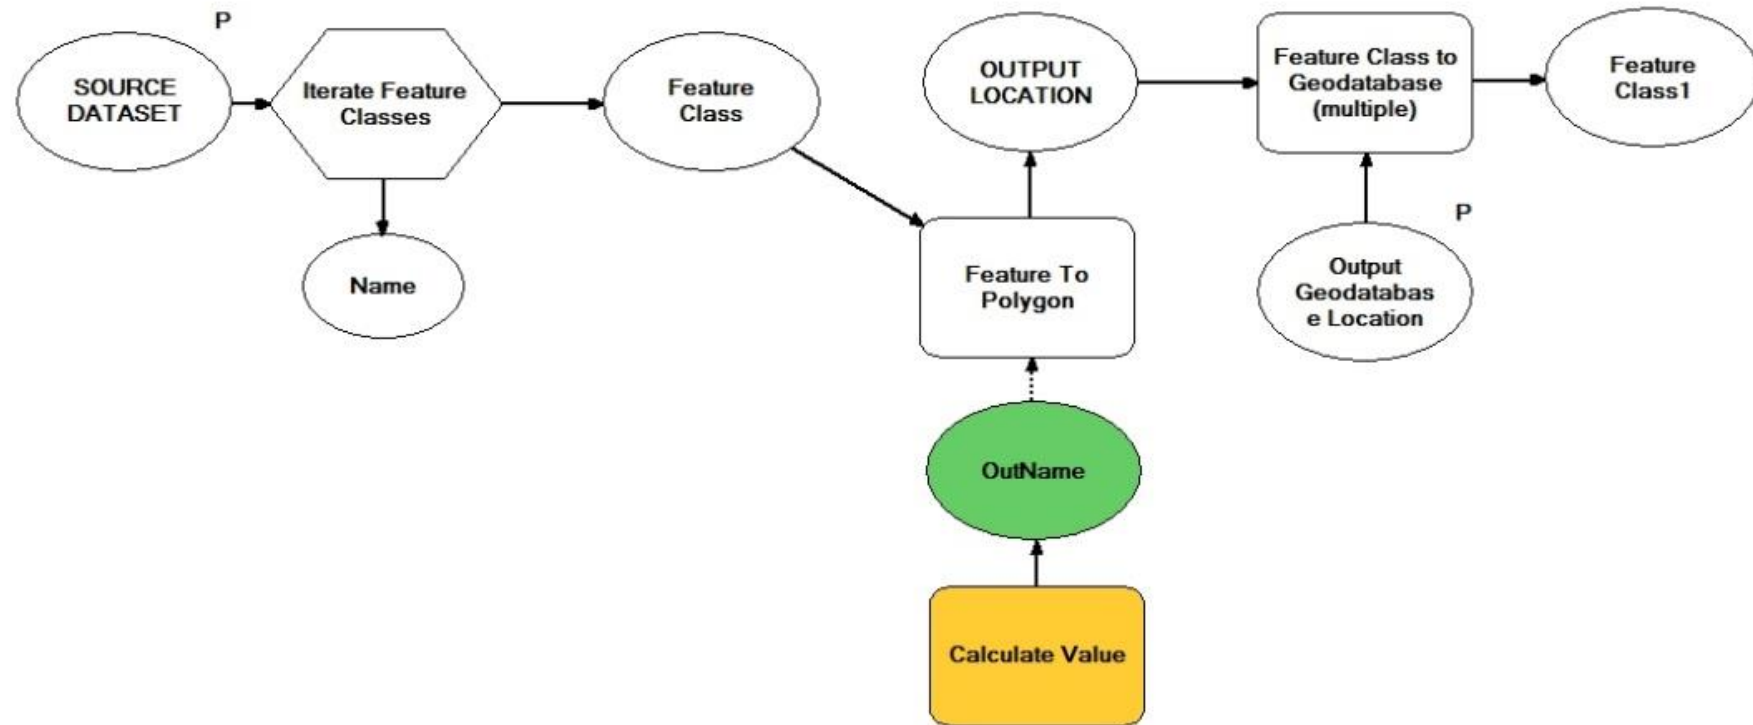 P
SOURCE
DATASET
Iterate Feature
Classes
Feature
Class
OUTPUT
LOCATION
Feature Class to
Geodatabase
(multiple)
Feature
Class1
Name
Feature To
Polygon
P
Output
Geodatabas
e Location
OutName
Calculate Value